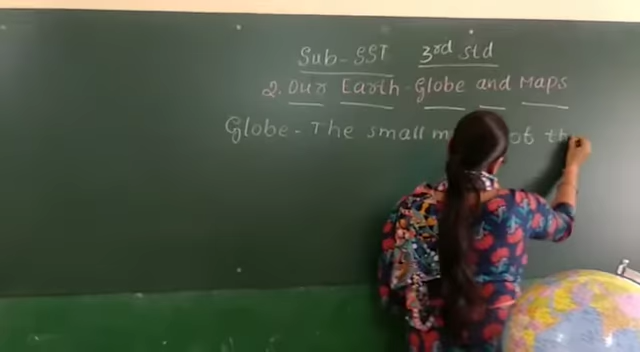 Sub-SST 3rd std
2. Our Earth-Globe and Maps
Globe - The small of th